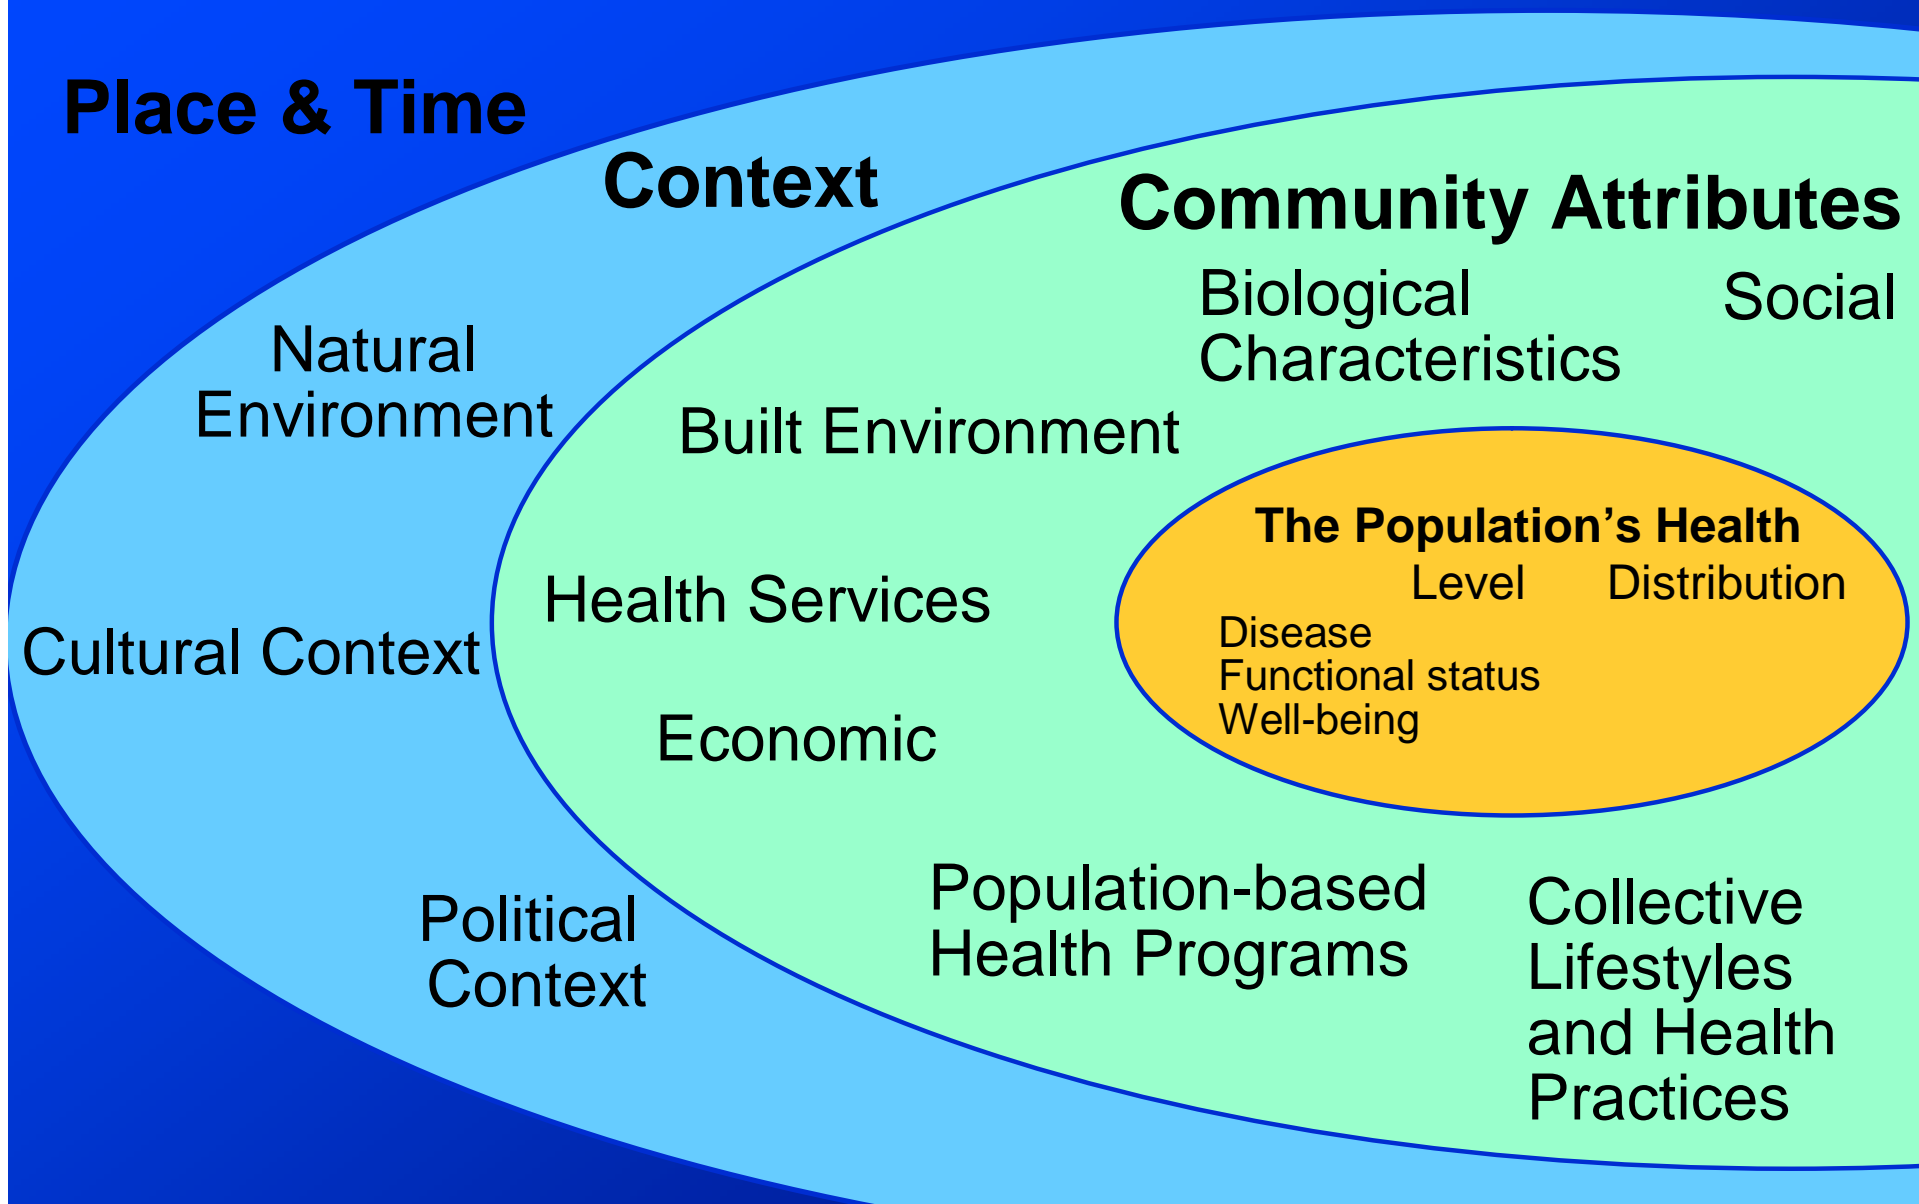 Place & Time
Context
Community Attributes
Biological
Characteristics
Social
Natural
Environment
Built Environment
The Population’s Health
Level Distribution
Disease
Functional status
Well-being
Health Services
Cultural Context
Economic
Political
Context
Population-based
Health Programs
Collective
Lifestyles
and Health
Practices